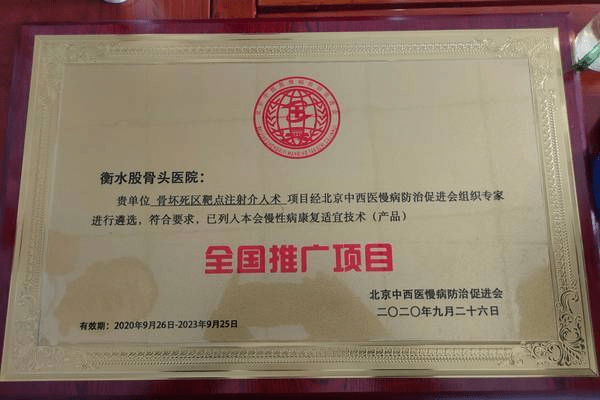 衡水股骨头医院：
贵单位 骨坏死区靶点注射介入术 项目经北京中西医慢病防治促进会组织专家
进行遴选，符合要求，已列入本会慢性病康复适宜技术（产品）
全国推广项目
北京中西医慢病防治促进会
二〇二〇年九月二十六日
有效期：2020年9月26日-2023年9月25日